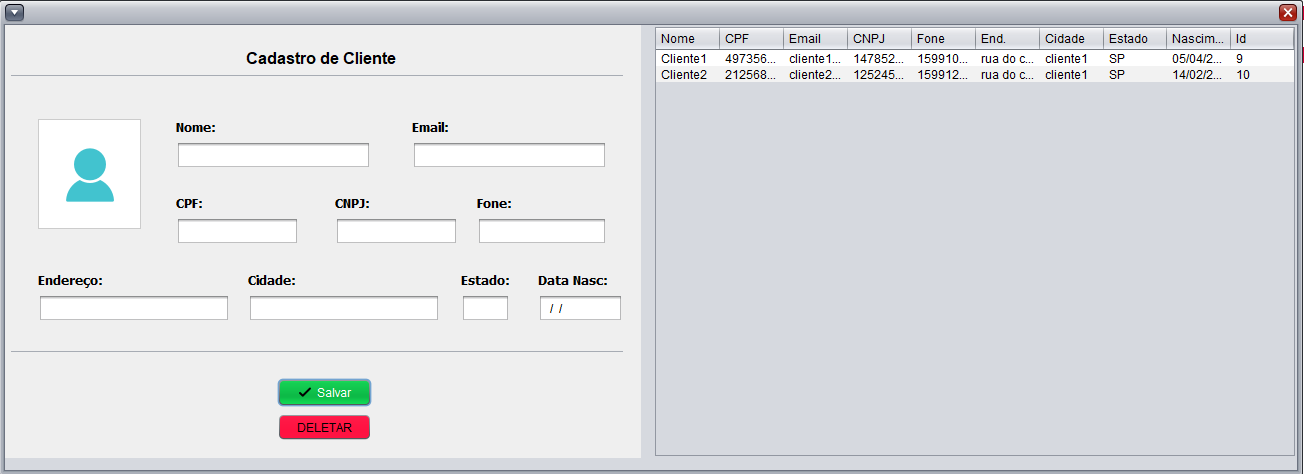 Cadastro de Cliente
Nome: Email:
CPF: CNPJ: Fone:
Endereço: Cidade: Estado: Data Nasc:
/ /
Salvar
DELETAR
Nome CPF Email CNPJ Fone End. Cidade Estado Nascim... Id
Cliente1 497356... cliente1... 147852... 159910... rua do c... cliente1 SP 05/04/2... 9
Cliente2 212568... cliente2... 125245... 159912... rua do c... cliente1 SP 14/02/2... 10